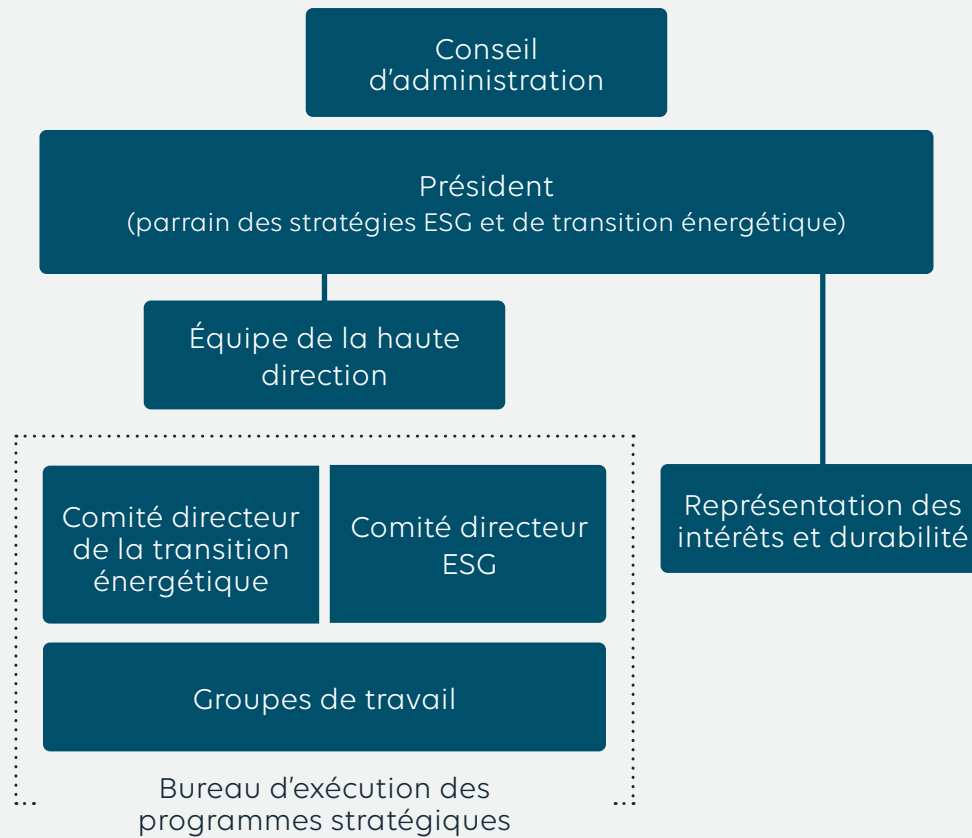 Conseil
d'administration
Président
(parrain des stratégies ESG et de transition énergétique)
Équipe de la haute
direction
Comité directeur
de la transition
énergétique
Comité directeur
ESG
Représentation des
intérêts et durabilité
Groupes de travail
Bureau d'exécution des
programmes stratégiques